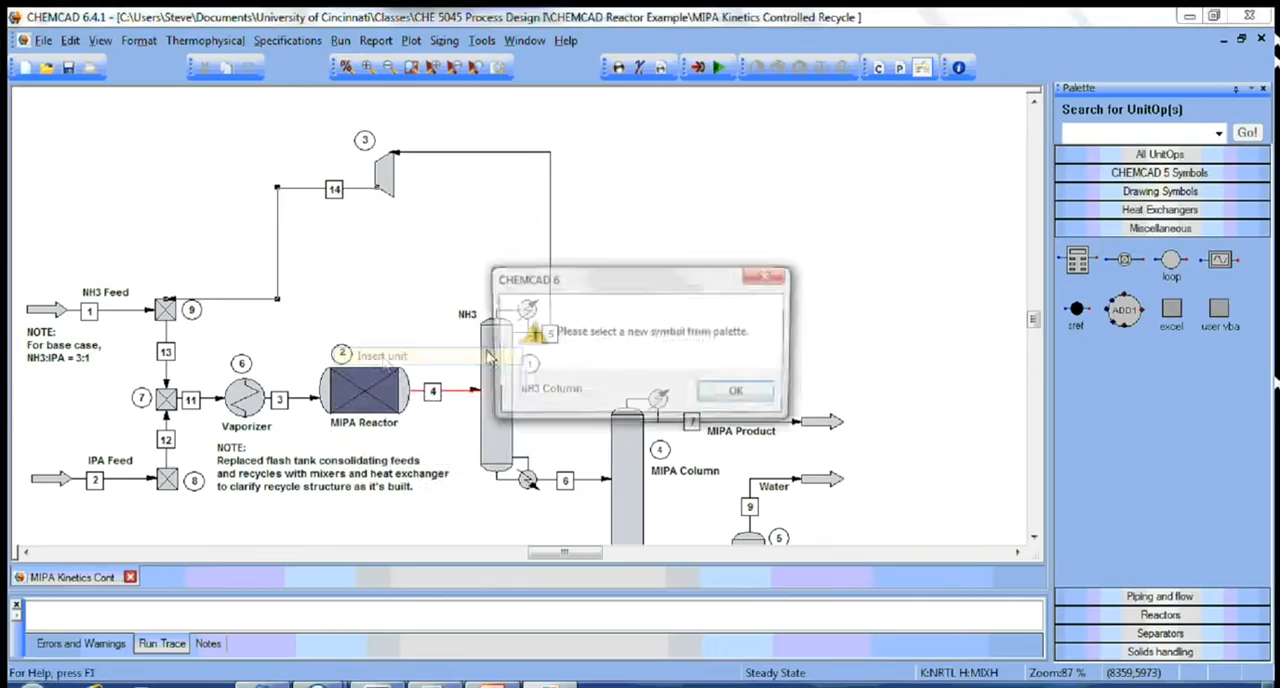 CHEMCAD 6.4.1 - [C:\Users\Steve\Documents\University of Cincinnati\Classes\CHE 5045 Process Design I\CHEMCAD Reactor Example\MIPA Kinetics Controlled Recycle ]
File Edit View Format Thermophysical Specifications Run Report Plot Sizing Tools Window Help
C P
Palette
Search for UnitOp(s)
Go!
All UnitOps
CHEMCAD 5 Symbols
Drawing Symbols
Heat Exchangers
Miscellaneous
loop
ADD1
sref excel user vba
Piping and flow
Reactors
Separators
Solids handling
3
14
NH3 Feed
1
9
NOTE:
For base case,
NH3:IPA = 3:1
13
6
7
11
3
Vaporizer
2
Insert unit
MIPA Reactor
4
12
IPA Feed
2
8
NOTE:
Replaced flash tank consolidating feeds
and recycles with mixers and heat exchanger
to clarify recycle structure as it's built.
NH3
CHEMCAD 6
Please select a new symbol from palette.
OK
5
1
NH3 Column
6
7
MIPA Product
4
MIPA Column
Water
9
5
MIPA Kinetics Cont
Errors and Warnings Run Trace Notes
For Help, press F1
Steady State
K:NRTL H:MIXH
Zoom:87 %
(8359,5973)